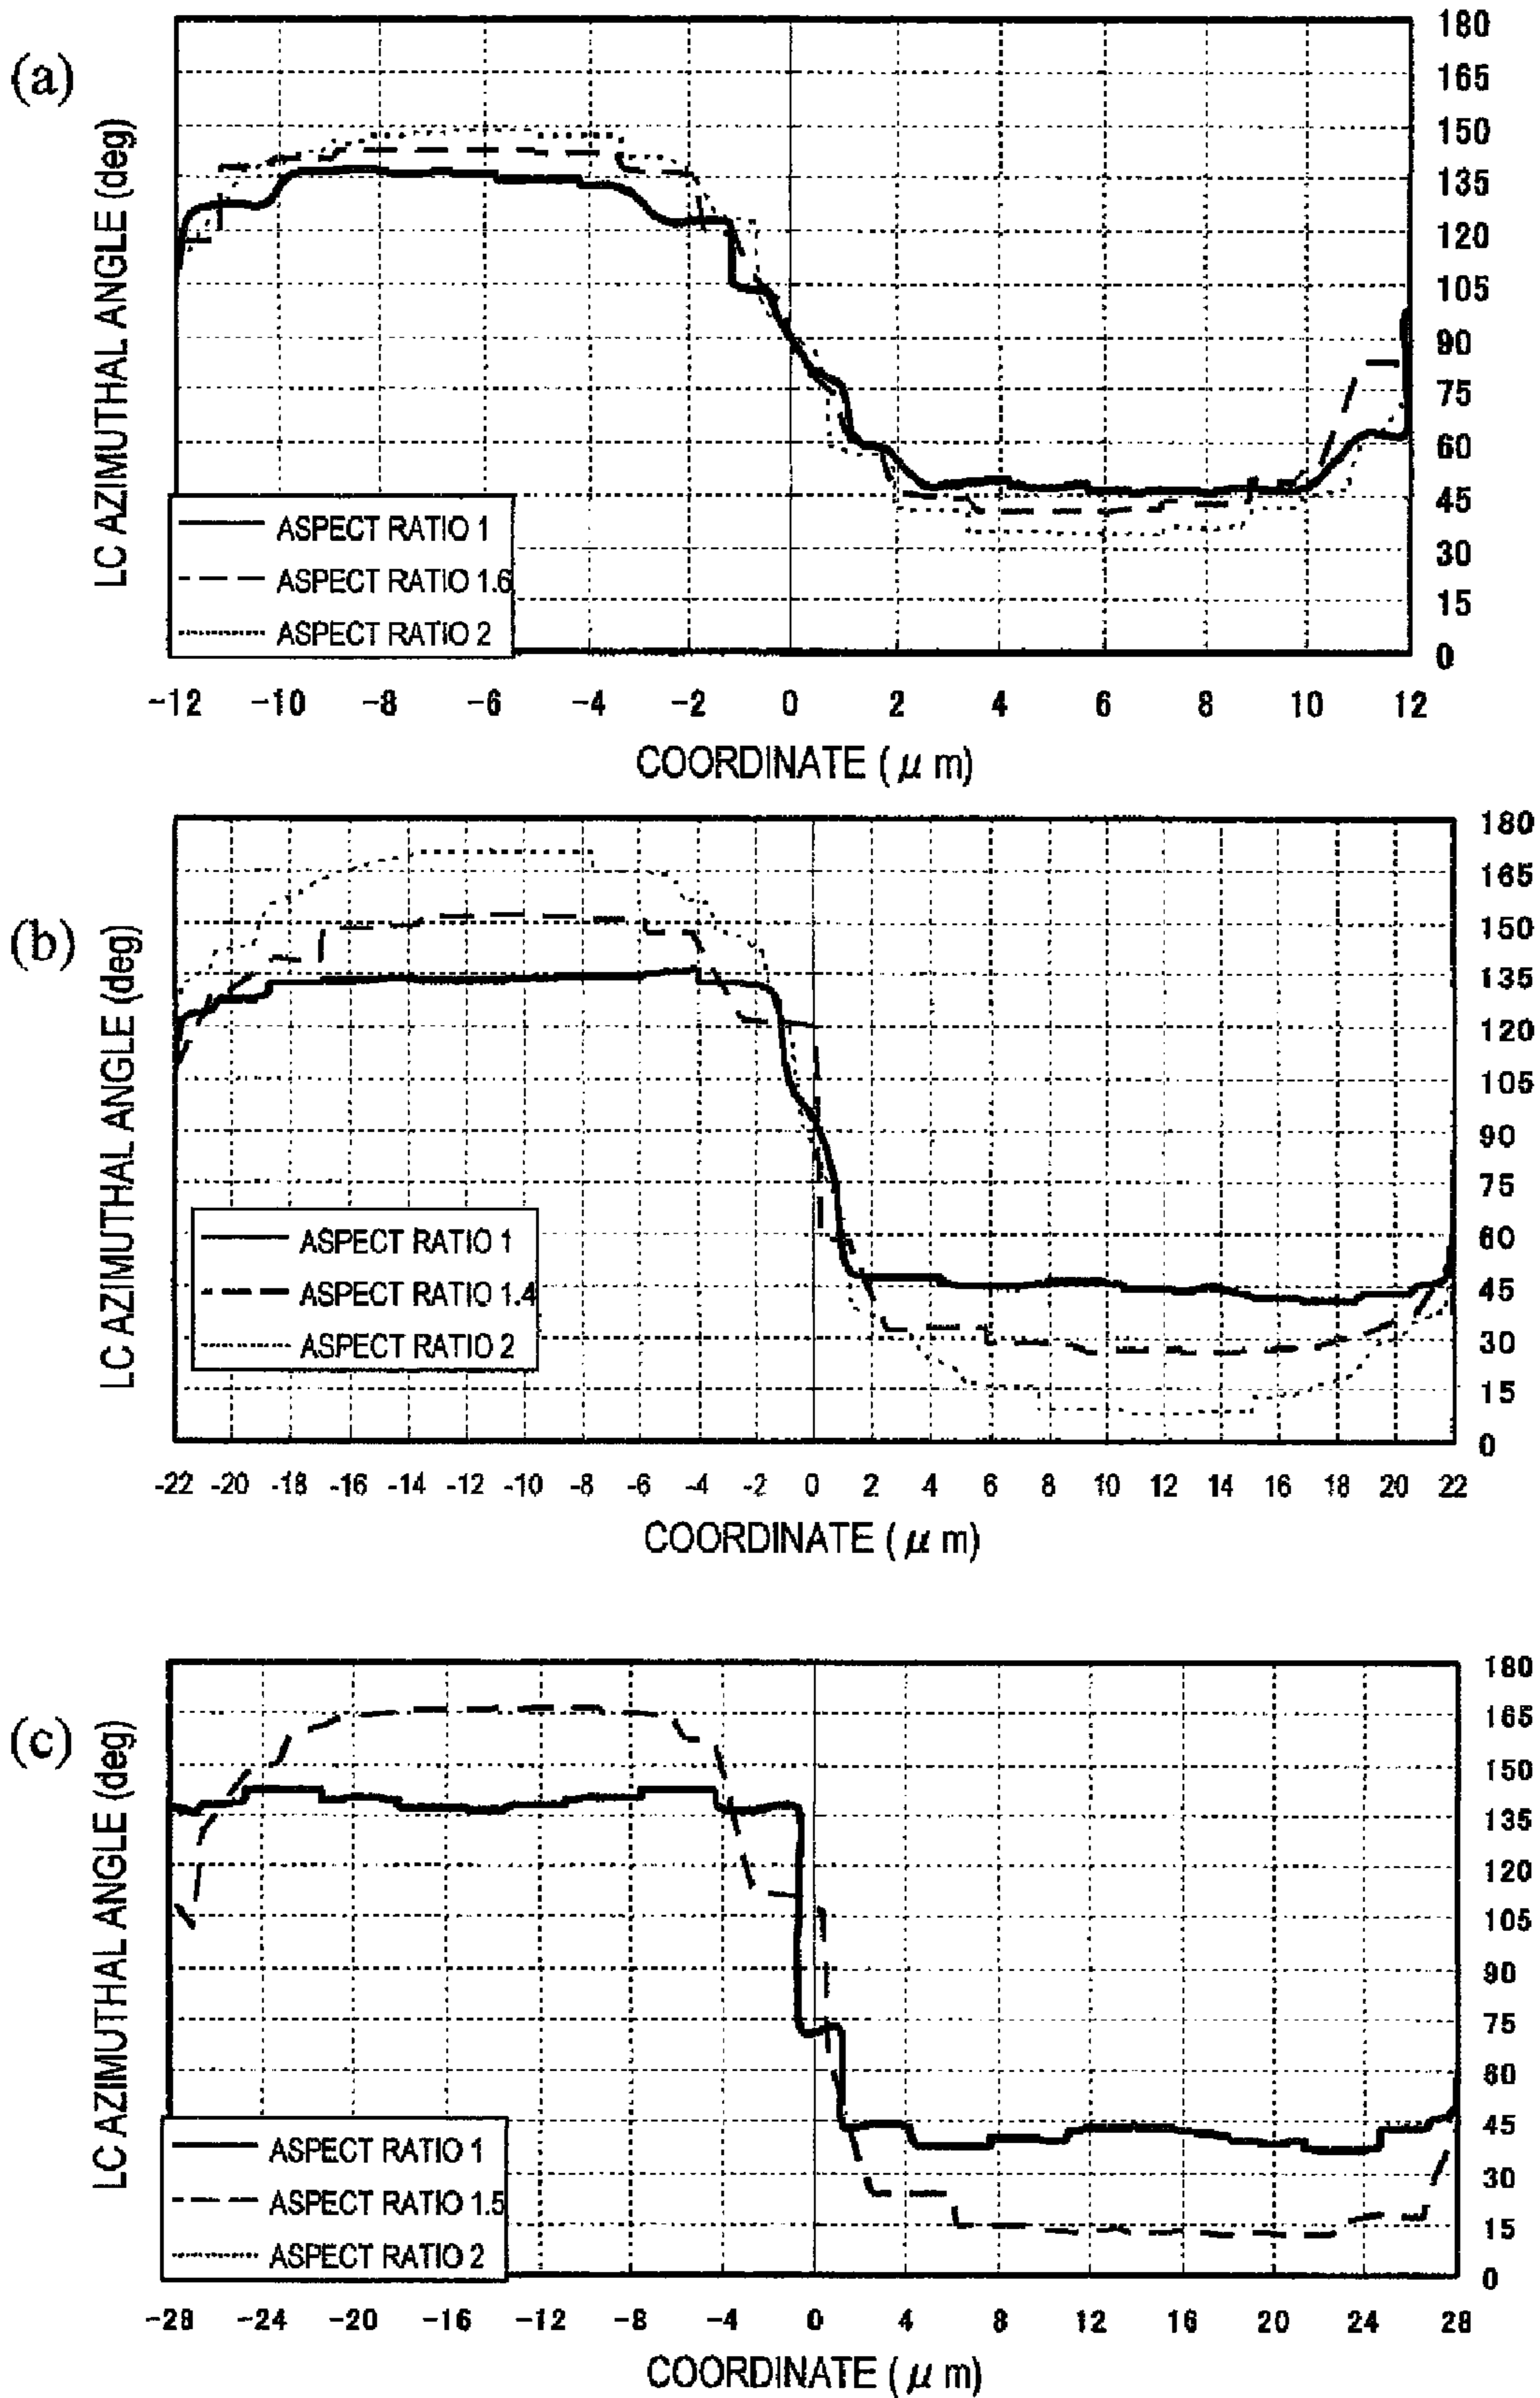 (a)
LC AZIMUTHAL ANGLE (deg)
180
165
150
135
120
105
90
75
60
45
30
15
0
ASPECT RATIO 1
ASPECT RATIO 1.6
ASPECT RATIO 2
-12 -10 -8 -6 -4 -2 0 2 4 6 8 10 12
COORDINATE (μm)
(b)
LC AZIMUTHAL ANGLE (deg)
180
165
150
135
120
105
90
75
60
45
30
15
0
ASPECT RATIO 1
ASPECT RATIO 1.4
ASPECT RATIO 2
-22 -20 -18 -16 -14 -12 -10 -8 -6 -4 -2 0 2 4 6 8 10 12 14 16 18 20 22
COORDINATE (μm)
(c)
LC AZIMUTHAL ANGLE (deg)
180
165
150
135
120
105
90
75
60
45
30
15
0
ASPECT RATIO 1
ASPECT RATIO 1.5
ASPECT RATIO 2
-28 -24 -20 -16 -12 -8 -4 0 4 8 12 16 20 24 28
COORDINATE (μm)